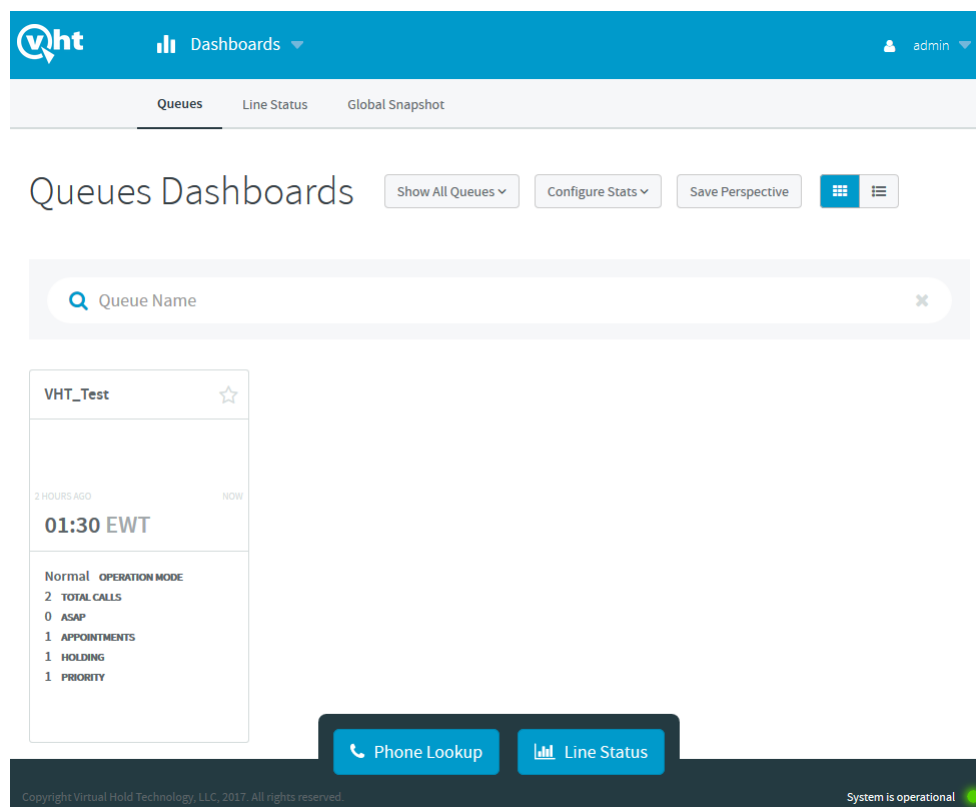 vht Dashboards admin
Queues Line Status Global Snapshot
Queues Dashboards Show All Queues Configure Stats Save Perspective
Queue Name
VHT_Test
2 HOURS AGO NOW
01:30 EWT
Normal OPERATION MODE
2 TOTAL CALLS
0 ASAP
1 APPOINTMENTS
1 HOLDING
1 PRIORITY
Phone Lookup Line Status
Copyright Virtual Hold Technology, LLC, 2017. All rights reserved. System is operational